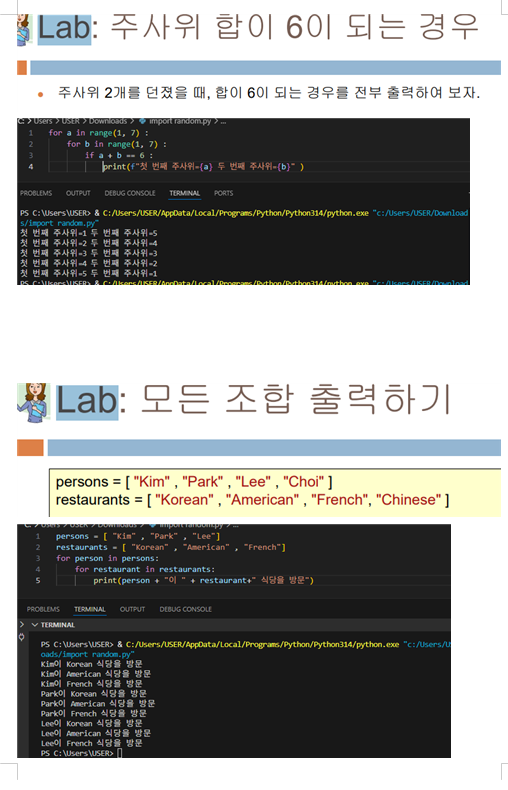 Lab: 주사위 합이 6이 되는 경우
• 주사위 2개를 던졌을 때, 합이 6이 되는 경우를 전부 출력하여 보자.
C: > Users > USER > Downloads > import random.py > ...
1 for a in range(1, 7) :
2 for b in range(1, 7) :
3 if a + b == 6 :
4 print(f"첫 번째 주사위={a} 두 번째 주사위={b}" )
PROBLEMS OUTPUT DEBUG CONSOLE TERMINAL PORTS
PS C:\Users\USER> & C:/Users/USER/AppData/Local/Programs/Python/Python314/python.exe "c:/Users/USER/Download
s/import random.py"
첫 번째 주사위=1 두 번째 주사위=5
첫 번째 주사위=2 두 번째 주사위=4
첫 번째 주사위=3 두 번째 주사위=3
첫 번째 주사위=4 두 번째 주사위=2
첫 번째 주사위=5 두 번째 주사위=1
PS C:\Users\USER> & C:/Users/USER/AppData/Local/Programs/Python/Python314/python.exe "c:/Users/USER/Download
Lab: 모든 조합 출력하기
persons = [ "Kim" , "Park" , "Lee" , "Choi" ]
restaurants = [ "Korean" , "American" , "French", "Chinese" ]
C: > Users > USER > Downloads > import random.py > ...
1 persons = [ "Kim" , "Park" , "Lee"]
2 restaurants = [ "Korean" , "American" , "French"]
3 for person in persons:
4 for restaurant in restaurants:
5 print(person + "이 " + restaurant+" 식당을 방문")
PROBLEMS TERMINAL OUTPUT DEBUG CONSOLE
TERMINAL
PS C:\Users\USER> & C:/Users/USER/AppData/Local/Programs/Python/Python314/python.exe "c:/Users/U
oads/import random.py"
Kim이 Korean 식당을 방문
Kim이 American 식당을 방문
Kim이 French 식당을 방문
Park이 Korean 식당을 방문
Park이 American 식당을 방문
Park이 French 식당을 방문
Lee이 Korean 식당을 방문
Lee이 American 식당을 방문
Lee이 French 식당을 방문
PS C:\Users\USER>